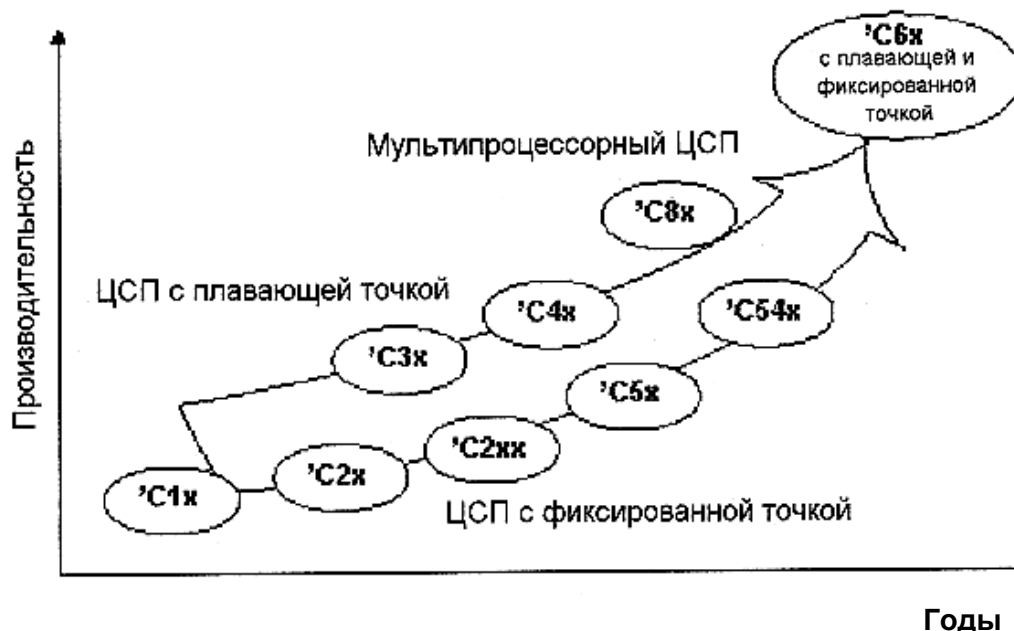 'C6x
с плавающей и
фиксированной
точкой
Мультипроцессорный ЦСП
'C8x
ЦСП с плавающей точкой
'C4x
'C54x
'C3x
'C5x
'C2xx
'C2x
'C1x
ЦСП с фиксированной точкой
Производительность
Годы